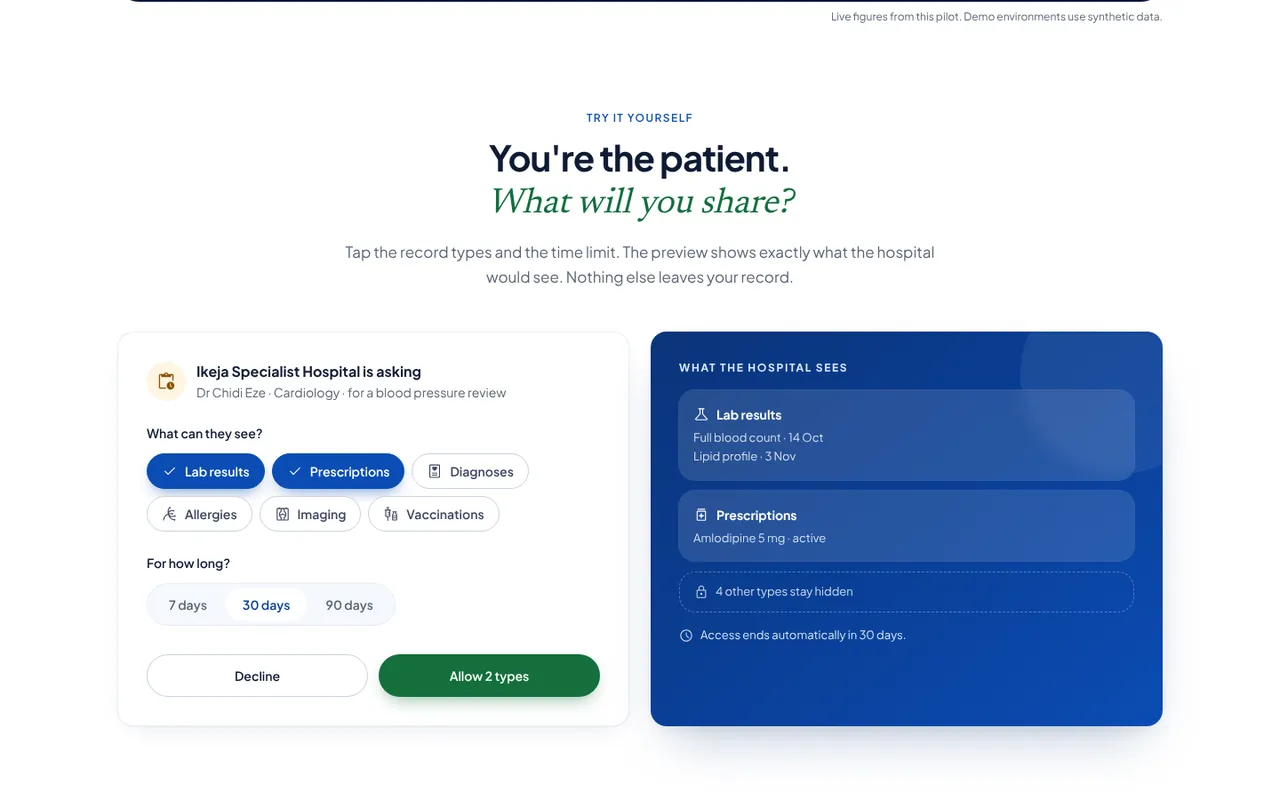 Live figures from this pilot. Demo environments use synthetic data.
TRY IT YOURSELF
You're the patient.
What will you share?
Tap the record types and the time limit. The preview shows exactly what the hospital
would see. Nothing else leaves your record.
Ikeja Specialist Hospital is asking
Dr Chidi Eze · Cardiology · for a blood pressure review
What can they see?
Lab results
Prescriptions
Diagnoses
Allergies
Imaging
Vaccinations
For how long?
7 days
30 days
90 days
Decline
Allow 2 types
WHAT THE HOSPITAL SEES
Lab results
Full blood count · 14 Oct
Lipid profile · 3 Nov
Prescriptions
Amlodipine 5 mg · active
4 other types stay hidden
Access ends automatically in 30 days.